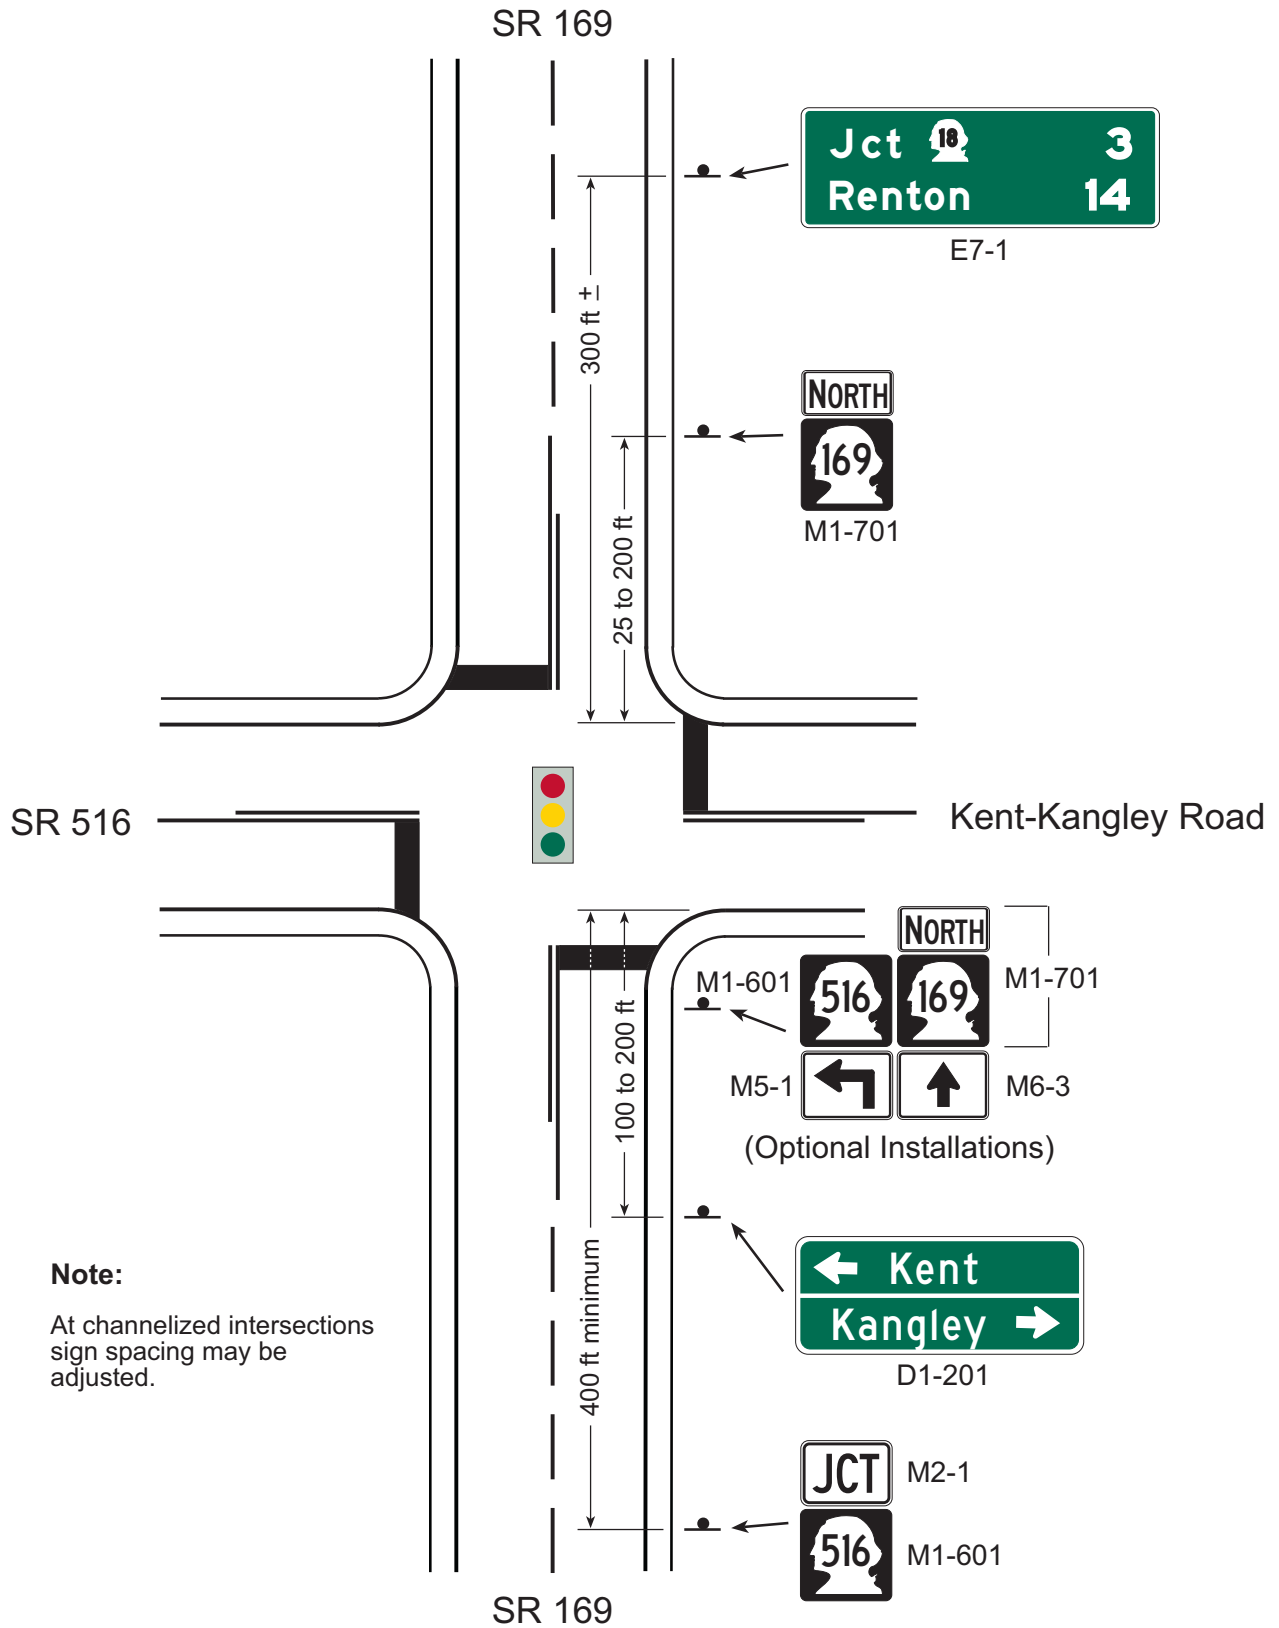 SR 169
Jct 18 3
Renton 14
E7-1
300 ft ±
NORTH
169
M1-701
25 to 200 ft
SR 516
Kent-Kangley Road
NORTH
M1-601
516
169
M1-701
M5-1
M6-3
(Optional Installations)
100 to 200 ft
400 ft minimum
Kent
Kangley
D1-201
Note:
At channelized intersections
sign spacing may be
adjusted.
JCT
M2-1
516
M1-601
SR 169